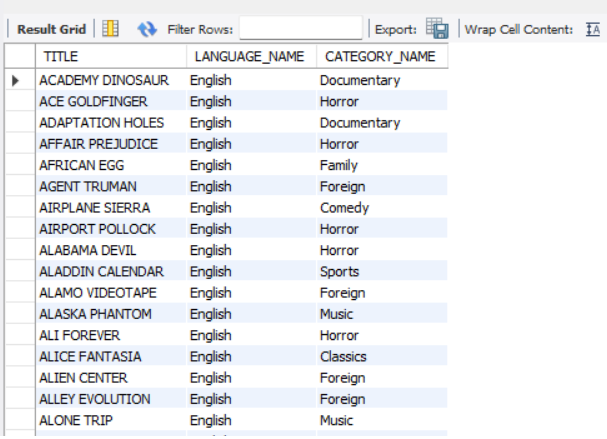 Result Grid Filter Rows: Export: Wrap Cell Content: IA
TITLE LANGUAGE_NAME CATEGORY_NAME
ACADEMY DINOSAUR English Documentary
ACE GOLDFINGER English Horror
ADAPTATION HOLES English Documentary
AFFAIR PREJUDICE English Horror
AFRICAN EGG English Family
AGENT TRUMAN English Foreign
AIRPLANE SIERRA English Comedy
AIRPORT POLLOCK English Horror
ALABAMA DEVIL English Horror
ALADDIN CALENDAR English Sports
ALAMO VIDEOTAPE English Foreign
ALASKA PHANTOM English Music
ALI FOREVER English Horror
ALICE FANTASIA English Classics
ALIEN CENTER English Foreign
ALLEY EVOLUTION English Foreign
ALONE TRIP English Music